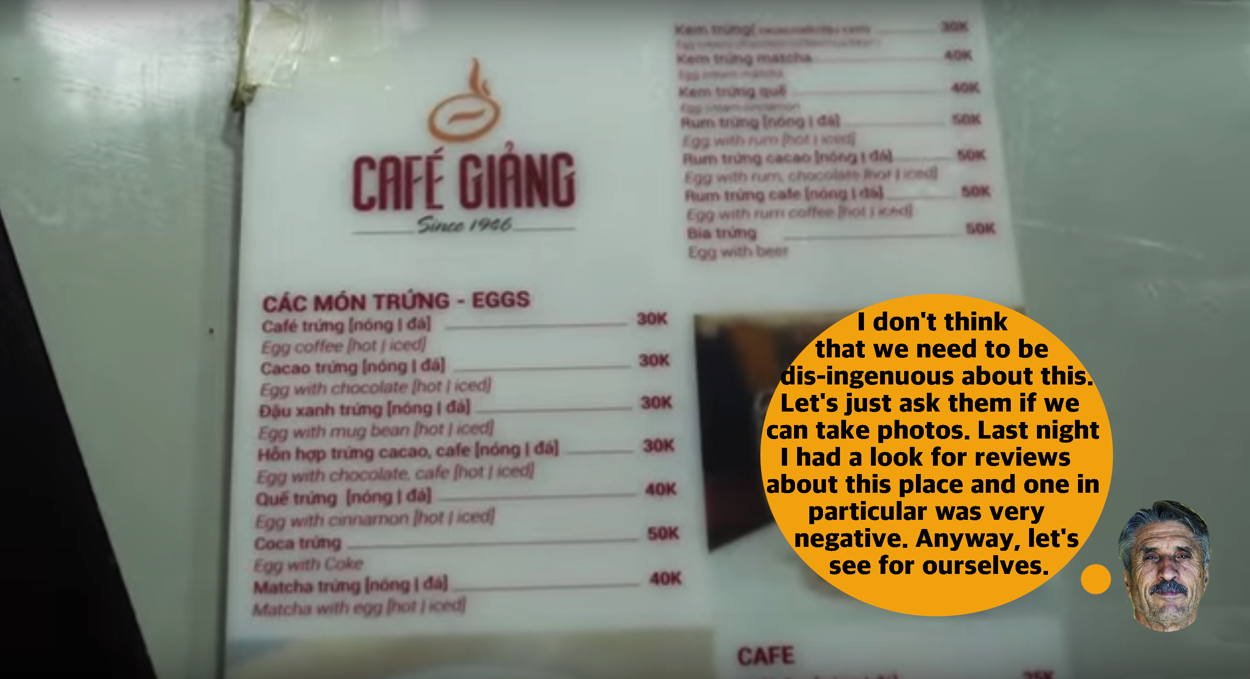 CAFÉ GIẢNG
Since 1946
CÁC MÓN TRỨNG - EGGS
Café trứng [nóng | đá] 30K
Egg coffee [hot | iced]
Cacao trứng [nóng | đá] 30K
Egg with chocolate [hot | iced]
Đậu xanh trứng [nóng | đá] 30K
Egg with mug bean [hot | iced]
Hỗn hợp trứng cacao, cafe [nóng | đá] 30K
Egg with chocolate, cafe [hot | iced]
Quế trứng [nóng | đá] 40K
Egg with cinnamon [hot | iced]
Coca trứng 50K
Egg with Coke
Matcha trứng [nóng | đá] 40K
Matcha with egg [hot | iced]
Kem trứng 30K
Kem trứng matcha 40K
Egg cream matcha
Kem trứng quế 40K
Egg cream cinnamon
Rum trứng [nóng | đá] 50K
Egg with rum [hot | iced]
Rum trứng cacao [nóng | đá] 50K
Egg with rum, chocolate [hot | iced]
Rum trứng cafe [nóng | đá] 50K
Egg with rum coffee [hot | iced]
Bia trứng 50K
Egg with beer
CAFE
35K
I don't think
that we need to be
dis-ingenuous about this.
Let's just ask them if we
can take photos. Last night
I had a look for reviews
about this place and one in
particular was very
negative. Anyway, let's
see for ourselves.